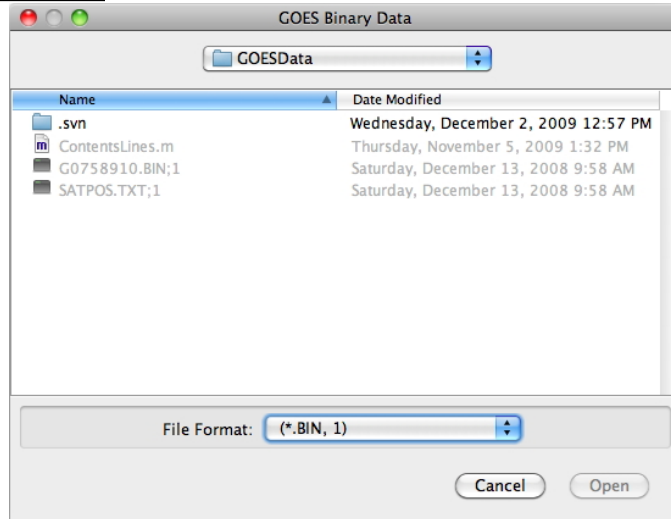 GOES Binary Data
GOESData
Name Date Modified
.svn Wednesday, December 2, 2009 12:57 PM
ContentsLines.m Thursday, November 5, 2009 1:32 PM
G0758910.BIN;1 Saturday, December 13, 2008 9:58 AM
SATPOS.TXT;1 Saturday, December 13, 2008 9:58 AM
File Format: (*.BIN, 1)
Cancel Open